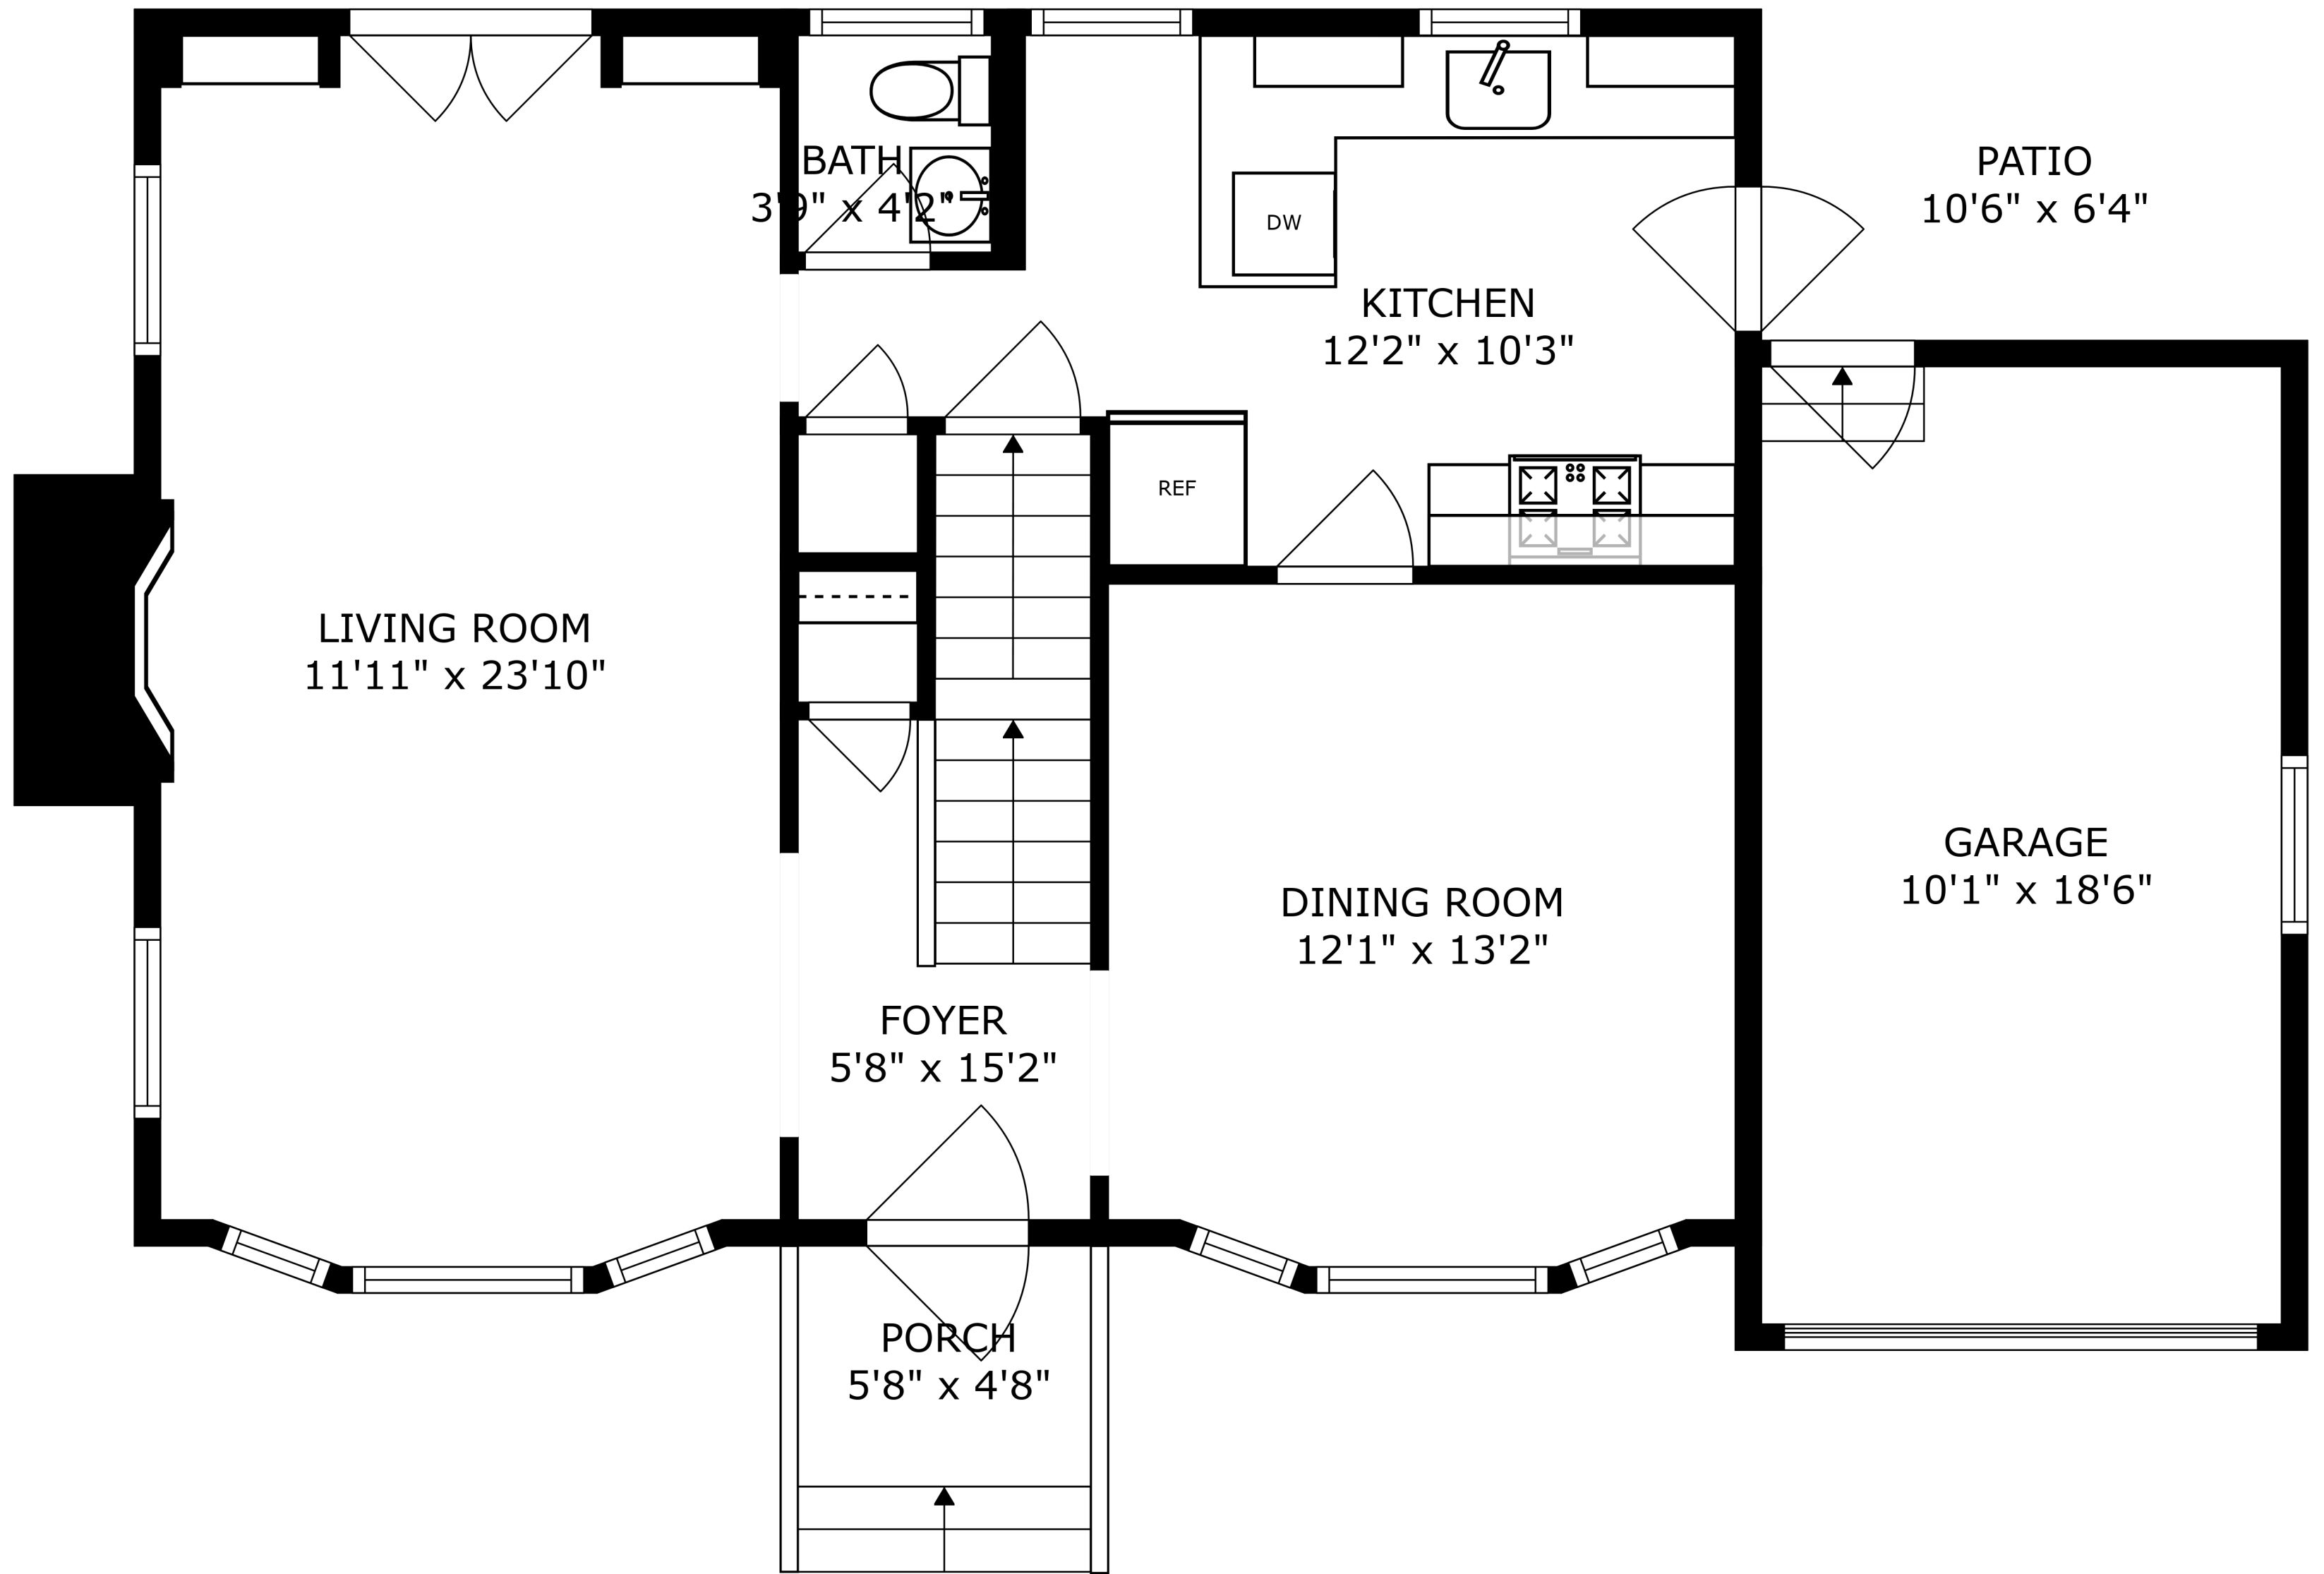 BATH
3'9" x 4'2"
PATIO
10'6" x 6'4"
DW
KITCHEN
12'2" x 10'3"
REF
LIVING ROOM
11'11" x 23'10"
GARAGE
10'1" x 18'6"
DINING ROOM
12'1" x 13'2"
FOYER
5'8" x 15'2"
PORCH
5'8" x 4'8"